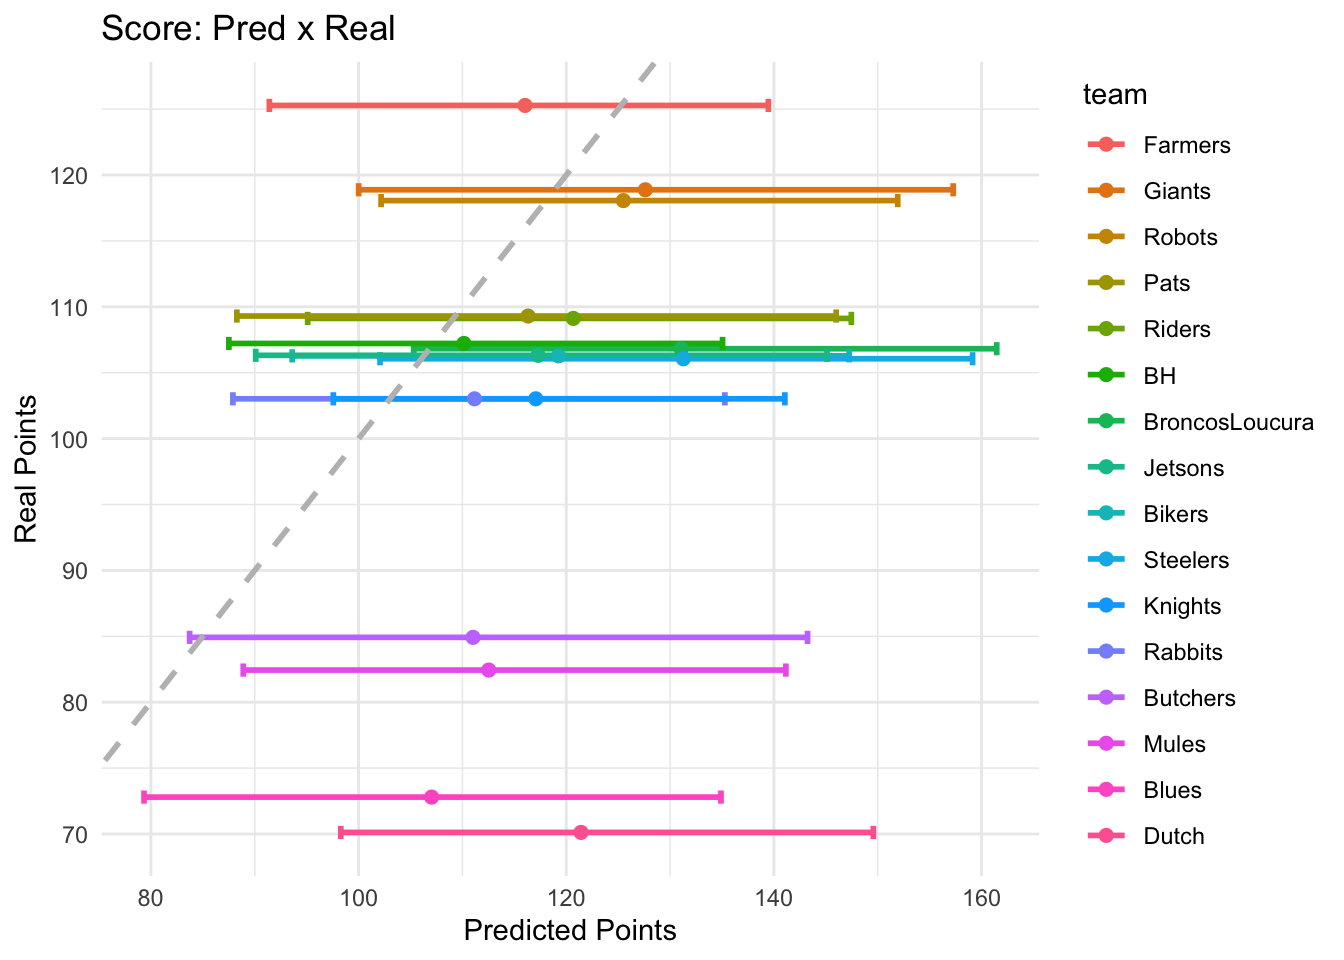 Score: Pred x Real
Real Points
120
110
100
90
80
70
80 100 120 140 160
Predicted Points
team
Farmers
Giants
Robots
Pats
Riders
BH
BroncosLoucura
Jetsons
Bikers
Steelers
Knights
Rabbits
Butchers
Mules
Blues
Dutch